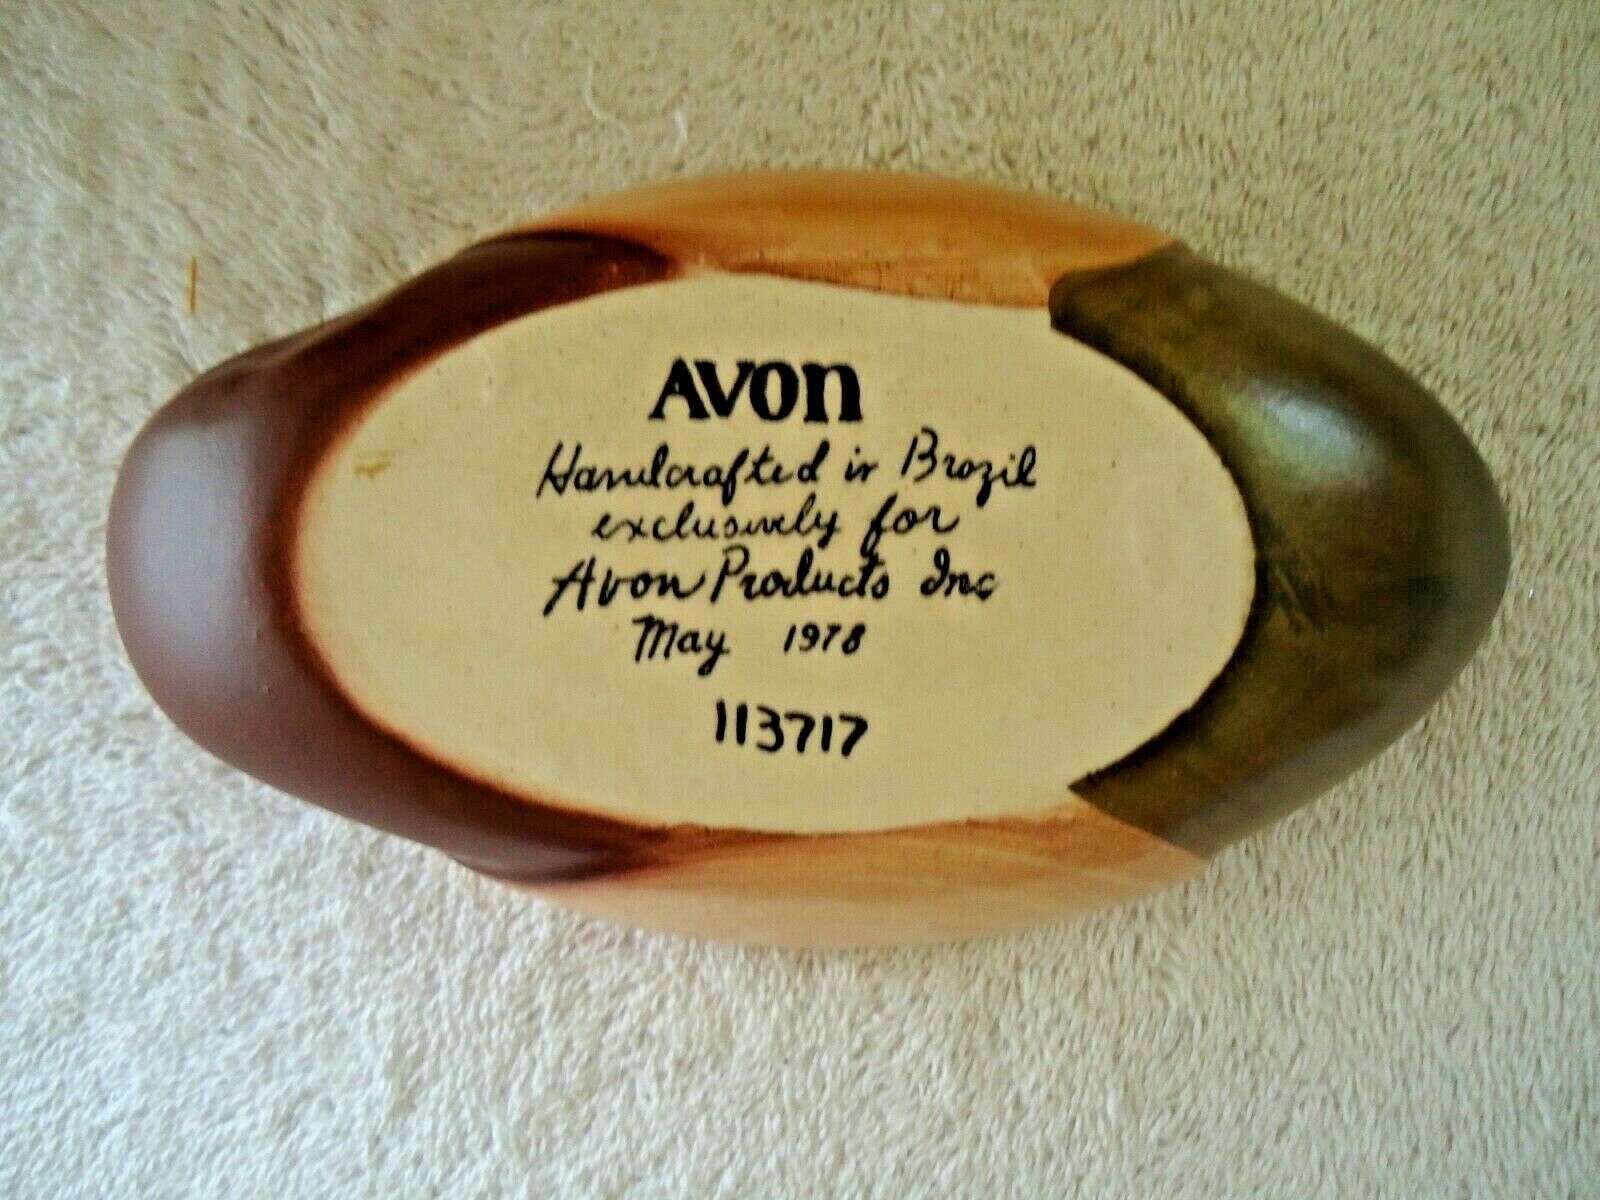 AVON
Handcrafted in Brazil
exclusively for
Avon Products Inc
May 1978
113717